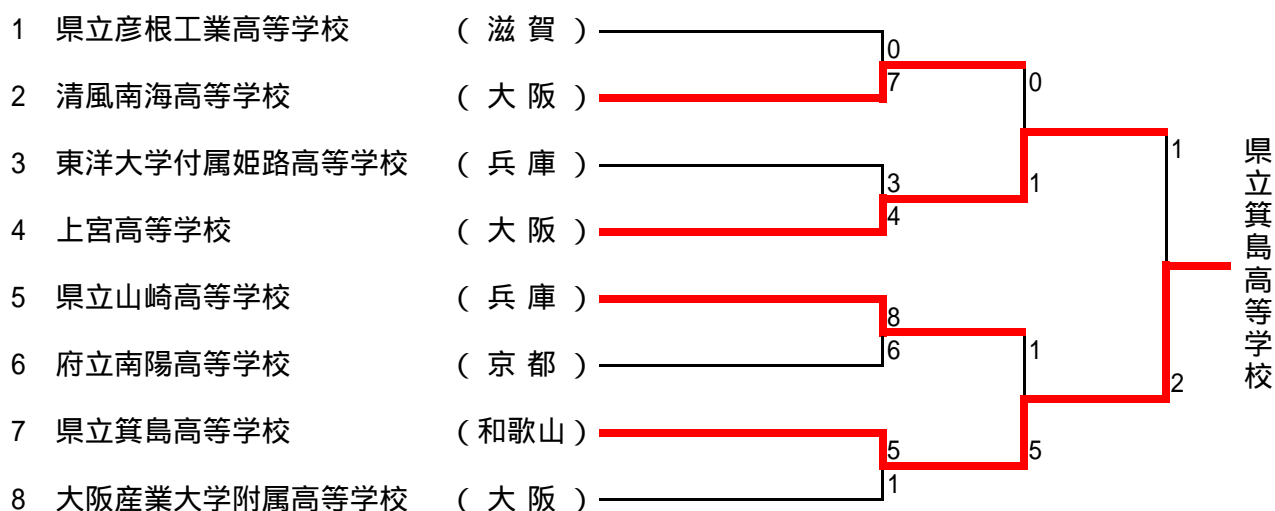 1 県立彦根工業高等学校 （ 滋 賀 ）
0
7
2 清風南海高等学校 （ 大 阪 ）
0
3 東洋大学付属姫路高等学校 （ 兵 庫 ）
3
4
1
4 上宮高等学校 （ 大 阪 ）
1
5 県立山崎高等学校 （ 兵 庫 ）
8
6
1
6 府立南陽高等学校 （ 京 都 ）
2
7 県立箕島高等学校 （ 和歌山 ）
5
1
5
8 大阪産業大学附属高等学校 （ 大 阪 ）
県立箕島高等学校